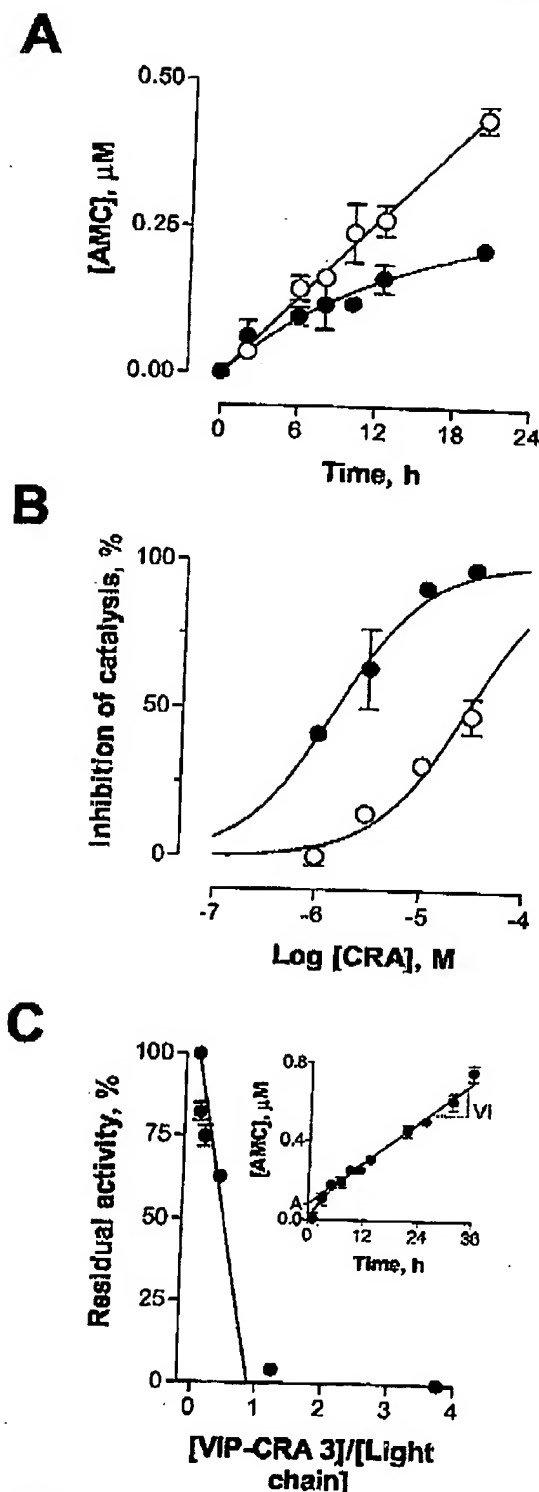 A
0.50
0.25
0.00
[AMC], µM
0 6 12 18 24
Time, h
B
100
50
0
Inhibition of catalysis, %
-7 -6 -5 -4
Log [CRA], M
C
100
75
50
25
0
Residual activity, %
0.8
0.4
0.0
[AMC], µM
A
VI
0 12 24 36
Time, h
0 1 2 3 4
[VIP-CRA 3]/[Light
chain]